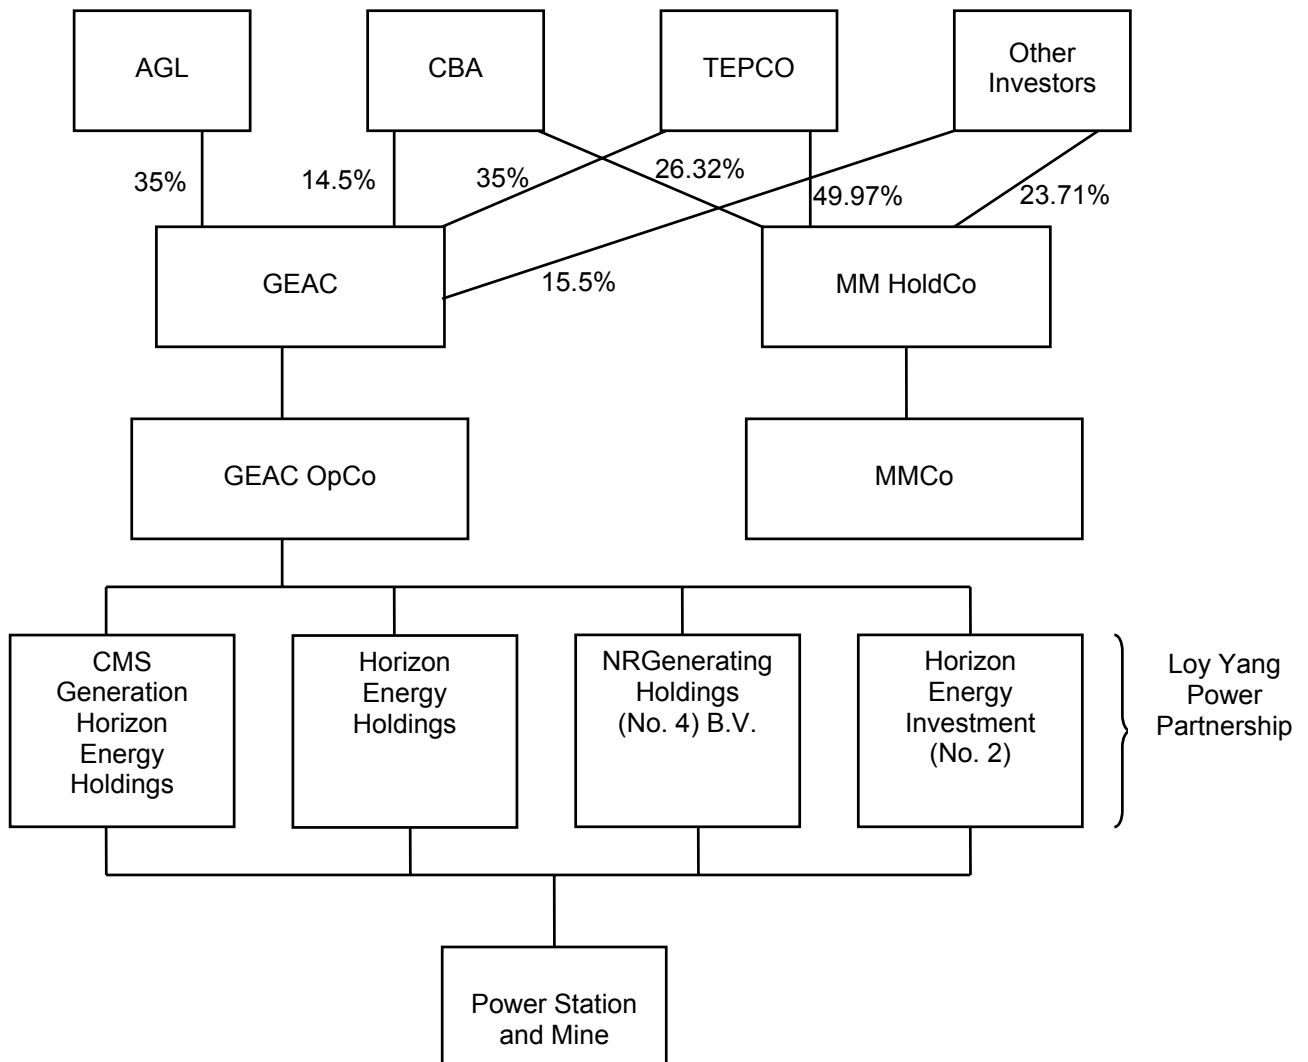 AGL
CBA
TEPCO
Other
Investors
35%
14.5%
35%
26.32%
49.97%
23.71%
15.5%
GEAC
MM HoldCo
GEAC OpCo
MMCo
CMS
Generation
Horizon
Energy
Holdings
Horizon
Energy
Holdings
NRGenerating
Holdings
(No. 4) B.V.
Horizon
Energy
Investment
(No. 2)
Loy Yang
Power
Partnership
Power Station
and Mine